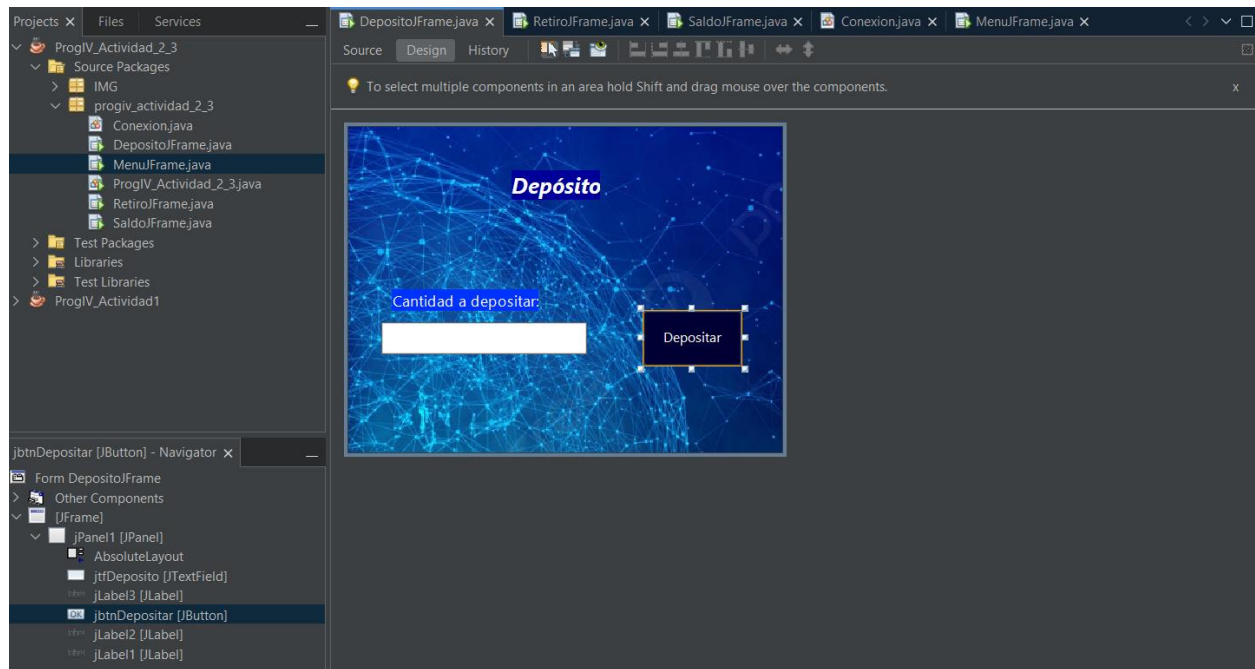 Projects
Files
Services
ProgIV_Actividad_2_3
Source Packages
IMG
progiv_actividad_2_3
Conexion.java
DepositoJFrame.java
MenuJFrame.java
ProgIV_Actividad_2_3.java
RetiroJFrame.java
SaldoJFrame.java
Test Packages
Libraries
Test Libraries
ProgIV_Actividad1
jbtnDepositar [JButton] - Navigator
Form DepositoJFrame
Other Components
[JFrame]
jPanel1 [JPanel]
AbsoluteLayout
jtfDeposito [JTextField]
jLabel3 [JLabel]
OK jbtnDepositar [JButton]
jLabel2 [JLabel]
jLabel1 [JLabel]
DepositoJFrame.java
RetiroJFrame.java
SaldoJFrame.java
Conexion.java
MenuJFrame.java
Source Design History
To select multiple components in an area hold Shift and drag mouse over the components.
x
Depósito
Cantidad a depositar:
Depositar